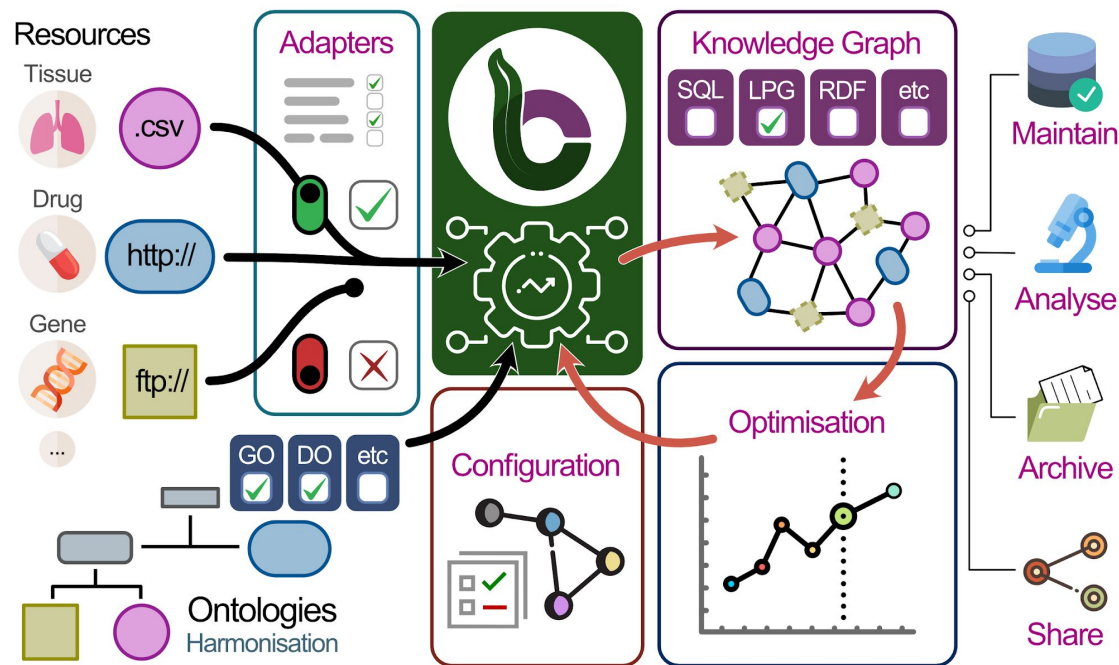 Resources
Tissue
.csv
Drug
http://
Gene
ftp://
...
Adapters
Knowledge Graph
SQL LPG RDF etc
Maintain
Analyse
Archive
Share
GO DO etc
Ontologies
Harmonisation
Configuration
Optimisation